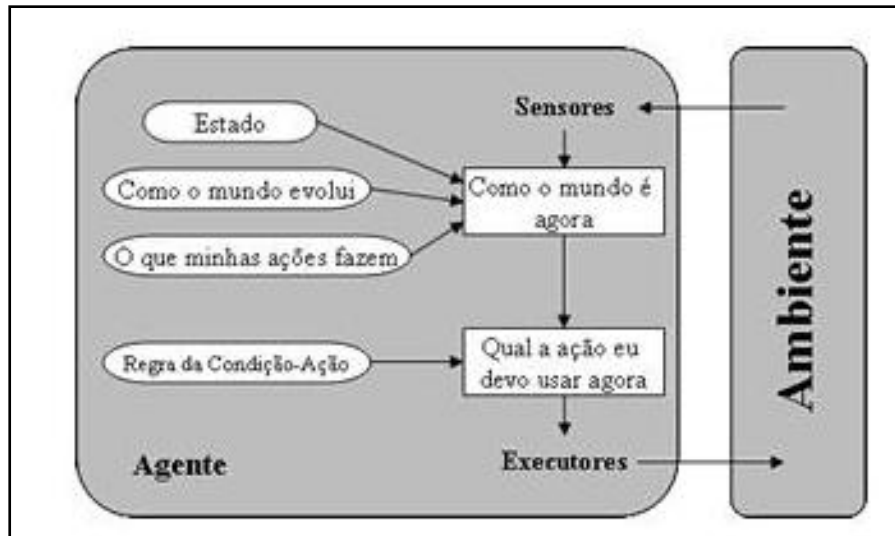 Estado
Sensores
Como o mundo evolui
Como o mundo é
agora
O que minhas ações fazem
Regra da Condição-Ação
Qual a ação eu
devo usar agora
Agente
Executores
Ambiente